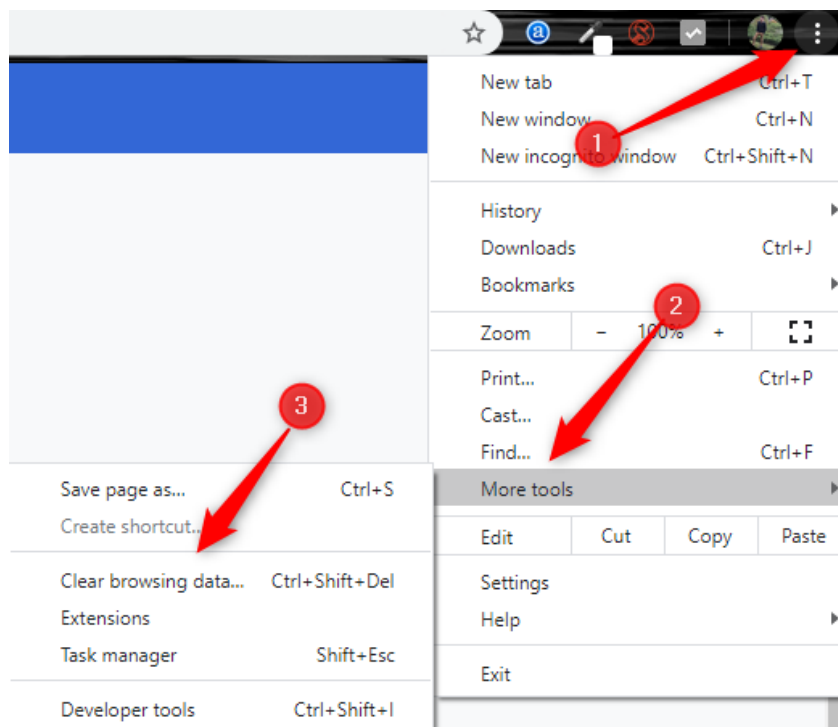 a
New tab Ctrl+T
1
New window Ctrl+N
New incognito window Ctrl+Shift+N
History
Downloads Ctrl+J
Bookmarks
2
Zoom - 100% +
Print... Ctrl+P
Cast...
3
Find... Ctrl+F
More tools
Edit Cut Copy Paste
Settings
Help
Exit
Save page as... Ctrl+S
Create shortcut...
Clear browsing data... Ctrl+Shift+Del
Extensions
Task manager Shift+Esc
Developer tools Ctrl+Shift+I